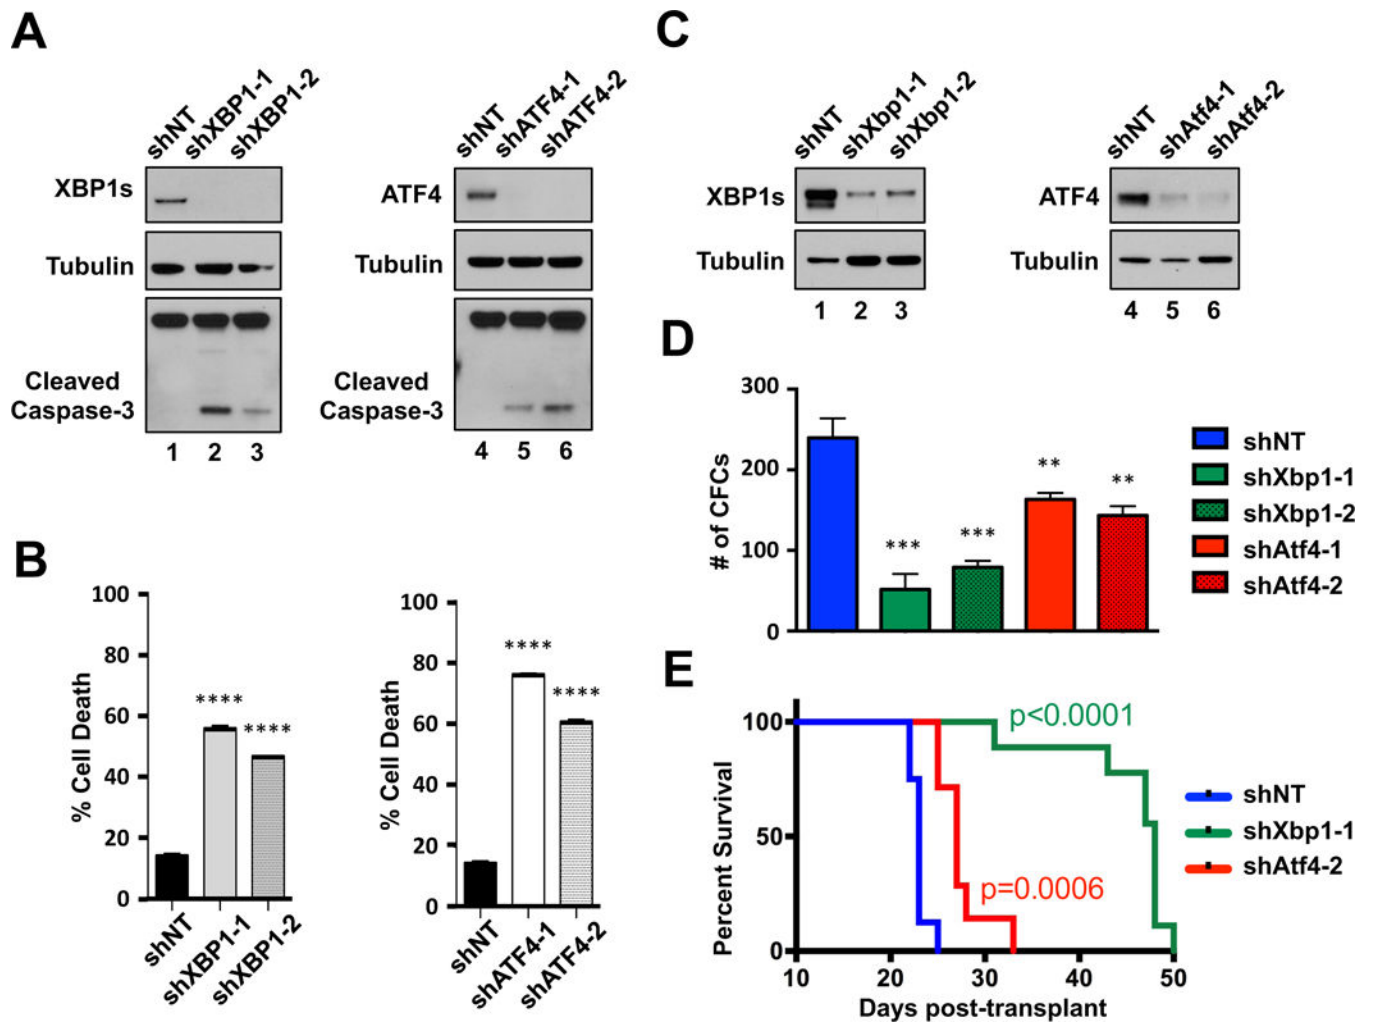 A
shNT
shXBP1-1
shXBP1-2
XBP1s
Tubulin
Cleaved
Caspase-3
1 2 3
shNT
shATF4-1
shATF4-2
ATF4
Tubulin
Cleaved
Caspase-3
4 5 6
B
% Cell Death
100
80
60
40
20
0
****
****
shNT
shXBP1-1
shXBP1-2
% Cell Death
100
80
60
40
20
0
****
****
shNT
shATF4-1
shATF4-2
C
shNT
shXbp1-1
shXbp1-2
XBP1s
Tubulin
1 2 3
shNT
shAtf4-1
shAtf4-2
ATF4
Tubulin
4 5 6
D
# of CFCs
300
200
100
0
***
***
**
**
shNT
shXbp1-1
shXbp1-2
shAtf4-1
shAtf4-2
E
Percent Survival
100
50
0
p<0.0001
p=0.0006
10 20 30 40 50
Days post-transplant
shNT
shXbp1-1
shAtf4-2